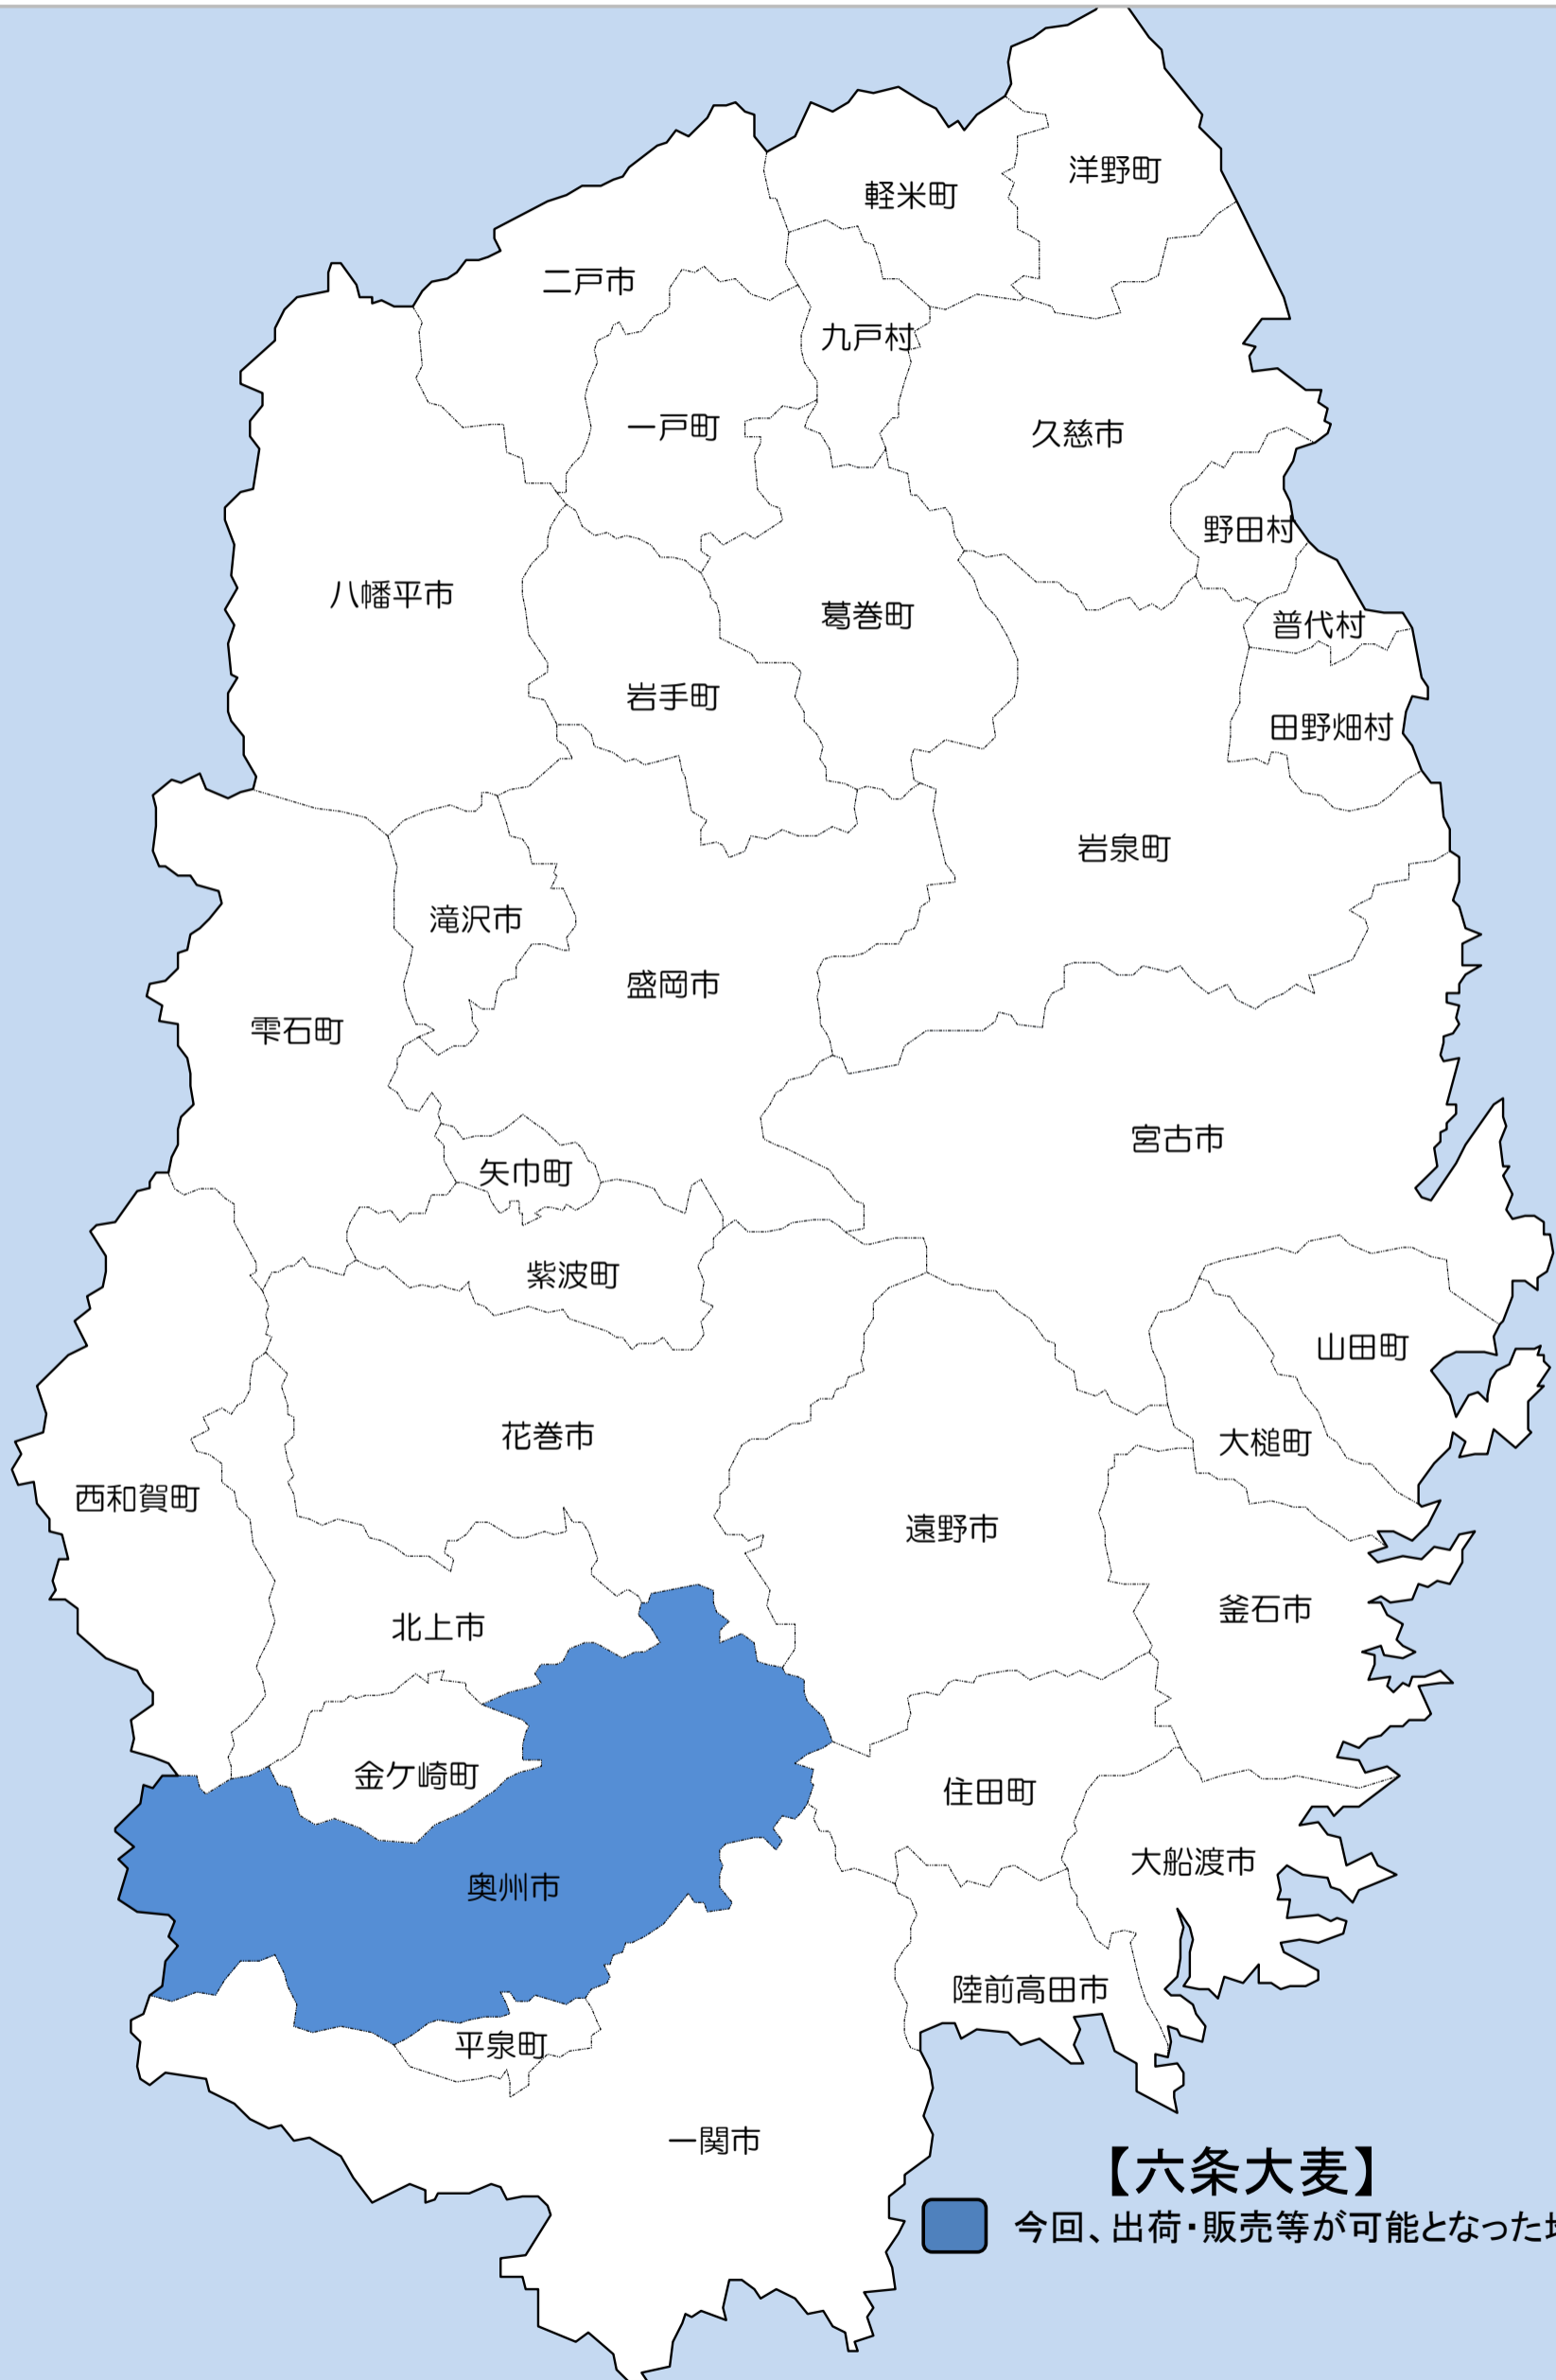 洋野町
軽米町
二戸市
九戸村
一戸町
久慈市
野田村
八幡平市
葛巻町
普代村
岩手町
田野畑村
岩泉町
滝沢市
盛岡市
雫石町
宮古市
矢巾町
紫波町
山田町
花巻市
大槌町
西和賀町
遠野市
釜石市
北上市
金ケ崎町
住田町
大船渡市
奥州市
陸前高田市
平泉町
一関市
【六条大麦】
今回、出荷・販売等が可能となった